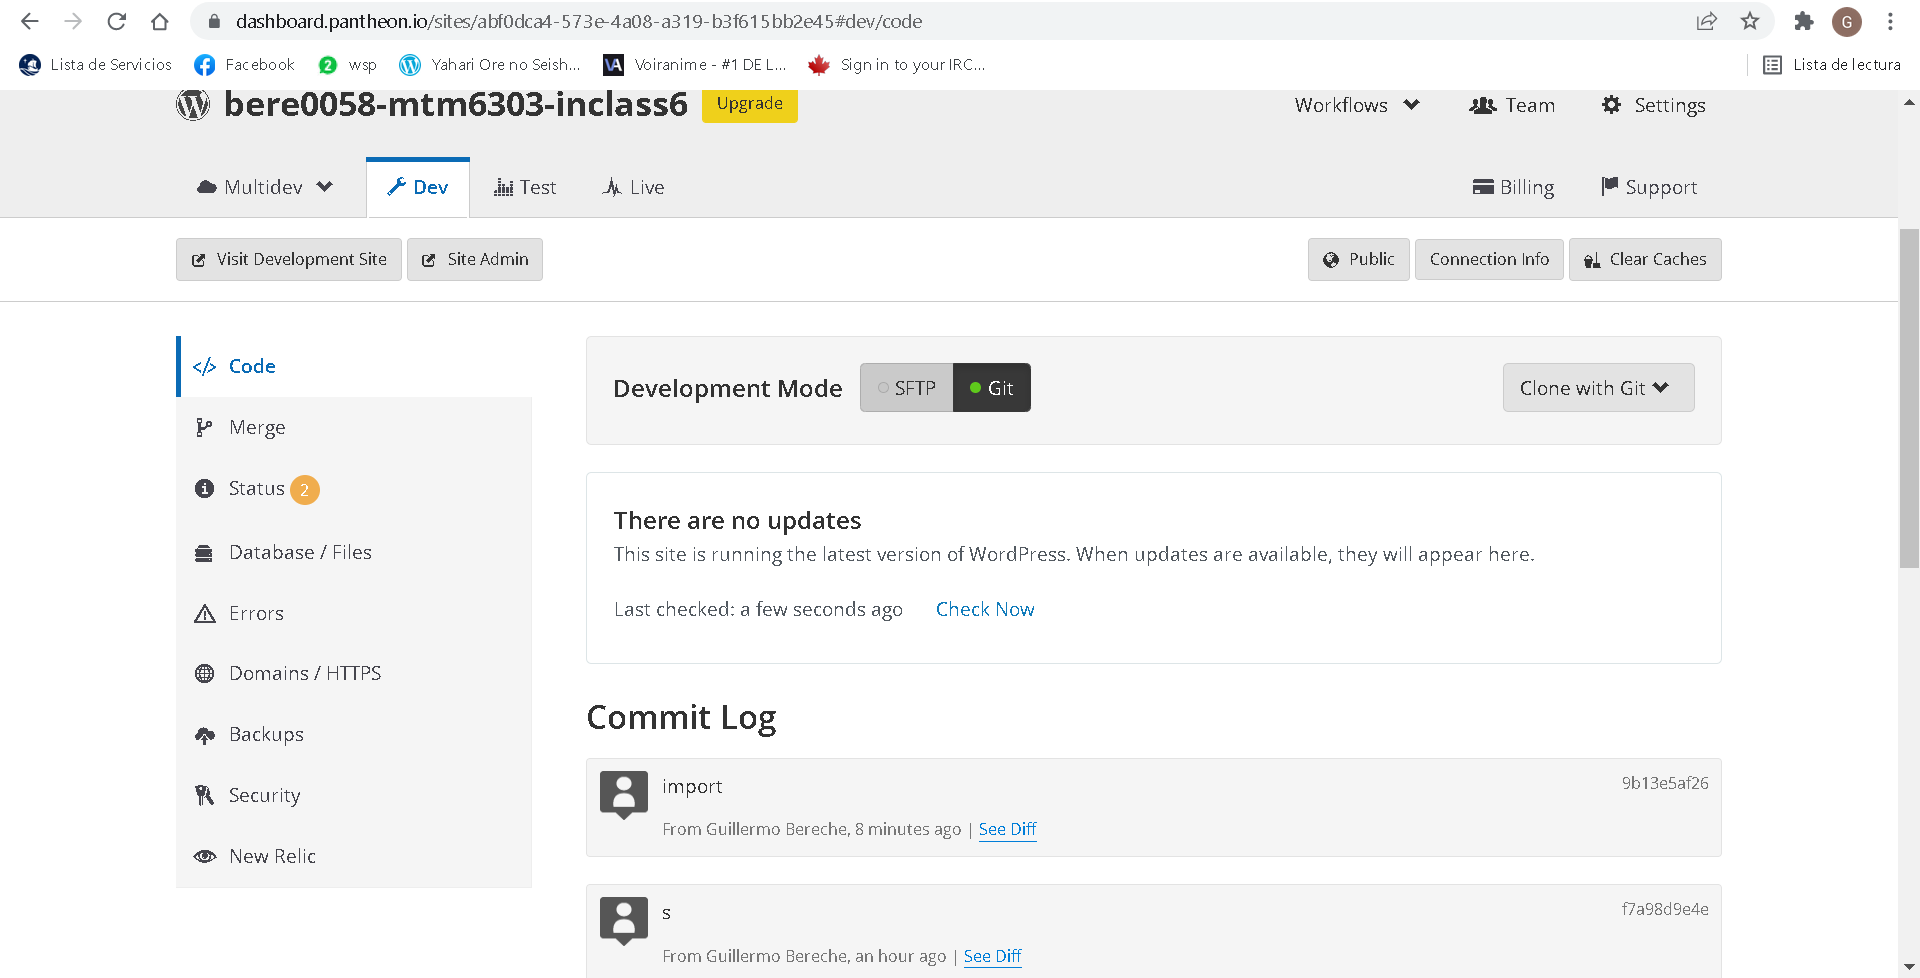 dashboard.pantheon.io/sites/abf0dca4-573e-4a08-a319-b3f615bb2e45#dev/code
G
Lista de Servicios
Facebook
2 wsp
Yahari Ore no Seish...
VA Voiranime - #1 DE L...
Sign in to your IRC...
Lista de lectura
bere0058-mtm6303-inclass6
Upgrade
Workflows
Team
Settings
Multidev
Dev
Test
Live
Billing
Support
Visit Development Site
Site Admin
Public
Connection Info
Clear Caches
Code
Merge
Status 2
Database / Files
Errors
Domains / HTTPS
Backups
Security
New Relic
Development Mode
SFTP
Git
Clone with Git
There are no updates
This site is running the latest version of WordPress. When updates are available, they will appear here.
Last checked: a few seconds ago
Check Now
Commit Log
import
9b13e5af26
From Guillermo Bereche, 8 minutes ago | See Diff
s
f7a98d9e4e
From Guillermo Bereche, an hour ago | See Diff